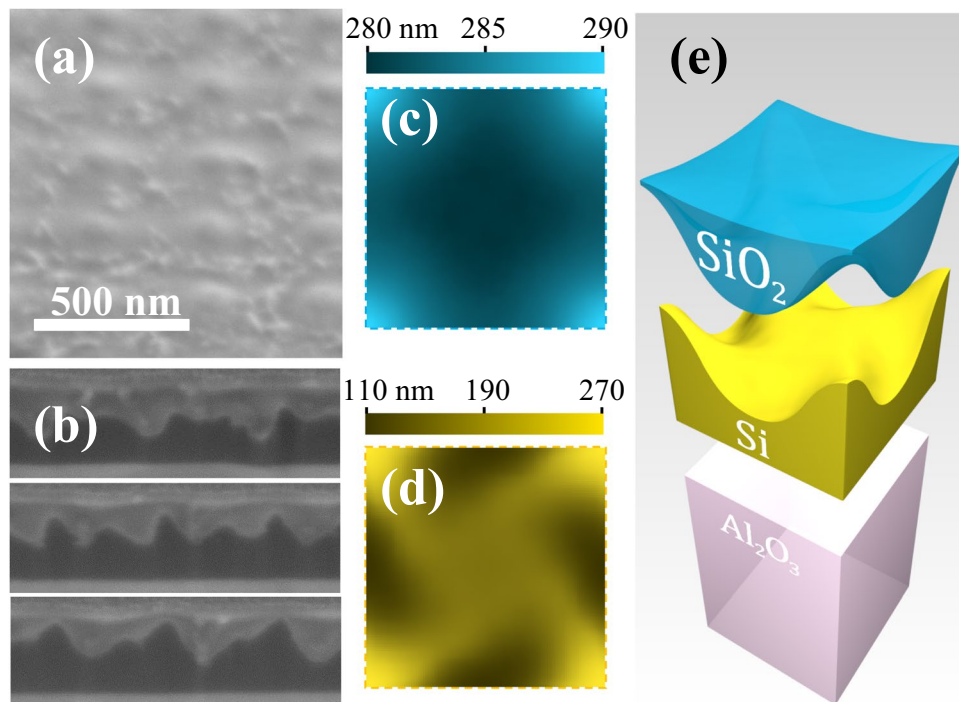 (a)
500 nm
(b)
280 nm 285 290
(c)
110 nm 190 270
(d)
(e)
SiO₂
Si
Al₂O₃